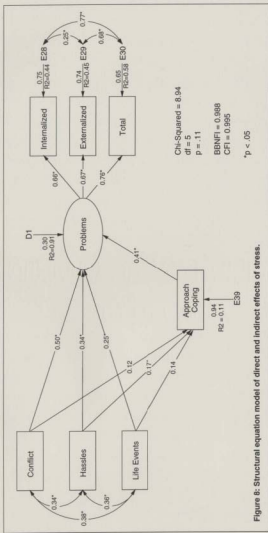 Conflict
Hassles
Life Events
0.34*
0.36*
0.38*
0.50*
0.34*
0.25*
0.12
0.17*
0.14
D1
0.30
R2=0.91
Problems
0.41*
Approach
Coping
0.94
R2 = 0.11
E39
0.66*
0.67*
0.76*
Internalized
Externalized
Total
0.75
R2=0.44
0.74
R2=0.45
0.65
R2=0.58
E28
E29
E30
0.25*
0.68*
0.77*
Chi-Squared = 8.94
df = 5
p = .11
BBNFI = 0.988
CFI = 0.995
*p < .05
Figure 8: Structural equation model of direct and indirect effects of stress.